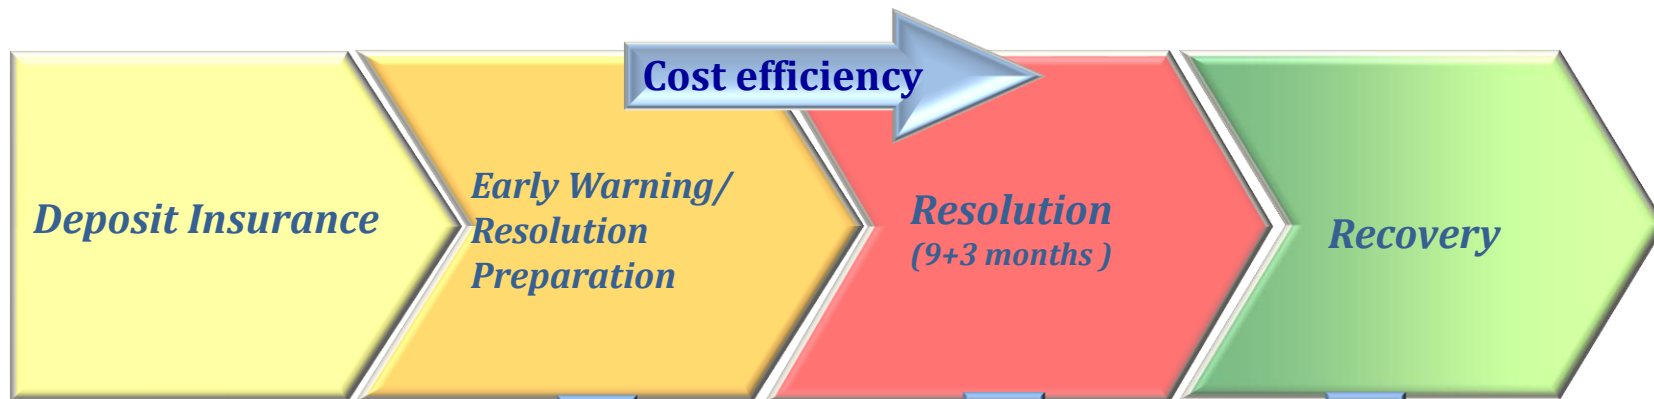 Cost efficiency
Deposit Insurance
Early Warning/
Resolution
Preparation
Resolution
(9+3 months )
Recovery